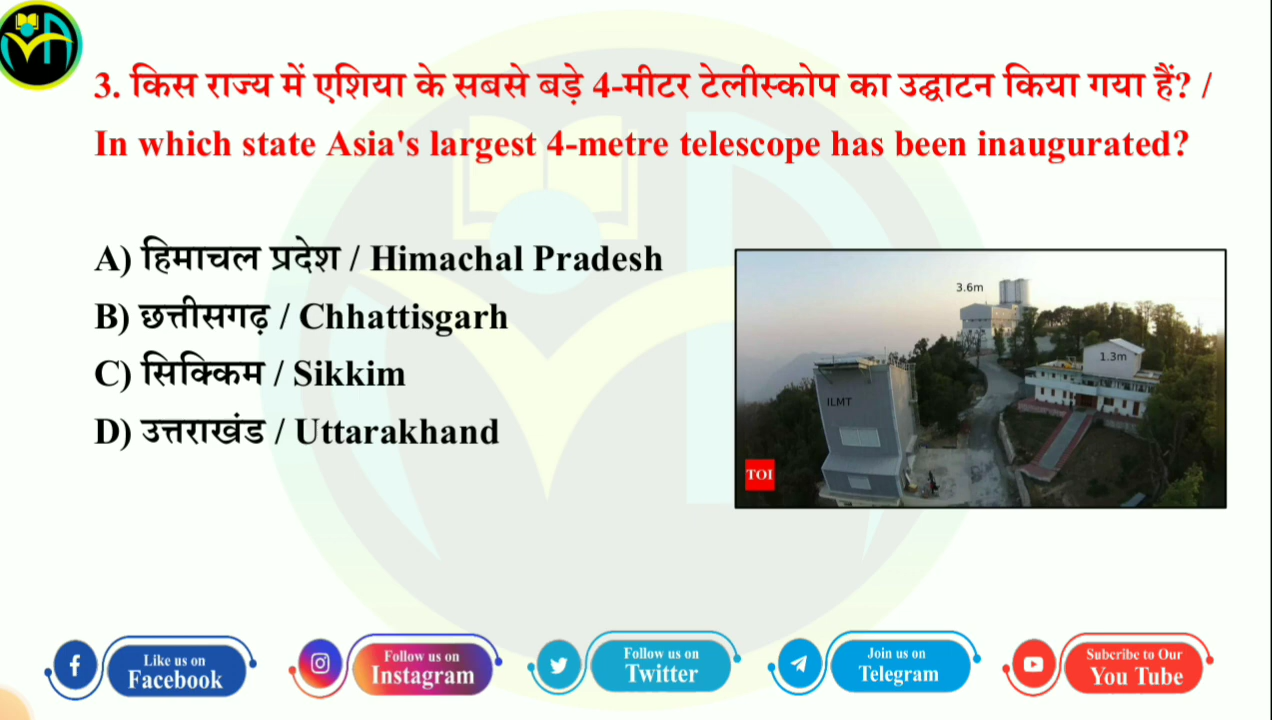 3. किस राज्य में एशिया के सबसे बड़े 4-मीटर टेलीस्कोप का उद्घाटन किया गया हैं? /
In which state Asia's largest 4-metre telescope has been inaugurated?
A) हिमाचल प्रदेश / Himachal Pradesh
B) छत्तीसगढ़ / Chhattisgarh
C) सिक्किम / Sikkim
D) उत्तराखंड / Uttarakhand
3.6m
1.3m
ILMT
TOI
Like us on
Facebook
Follow us on
Instagram
Follow us on
Twitter
Join us on
Telegram
Subcribe to Our
You Tube